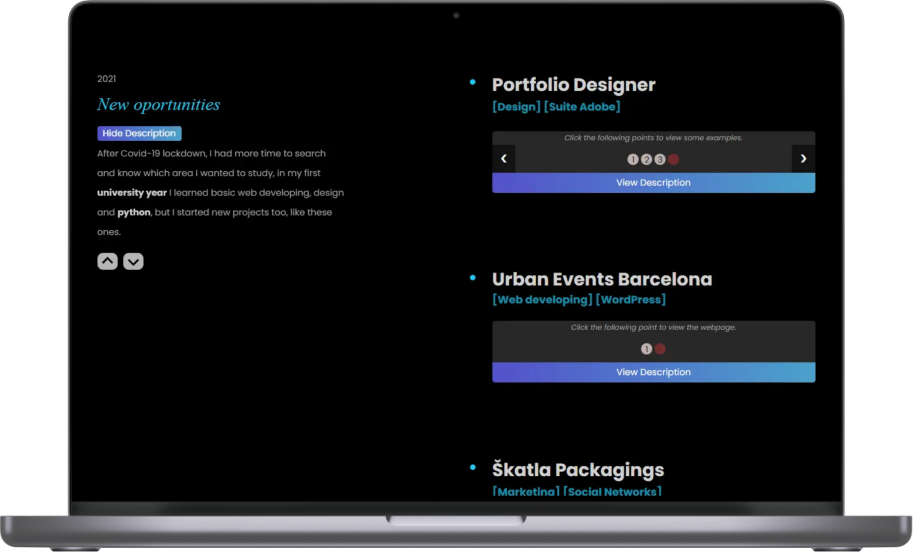 2021
New oportunities
Hide Description
After Covid-19 lockdown, I had more time to search
and know which area I wanted to study, in my first
university year I learned basic web developing, design
and python, but I started new projects too, like these
ones.
Portfolio Designer
[Design] [Suite Adobe]
Click the following points to view some examples.
1 2 3
View Description
Urban Events Barcelona
[Web developing] [WordPress]
Click the following point to view the webpage.
1
View Description
Škatla Packagings
[Marketing] [Social Networks]